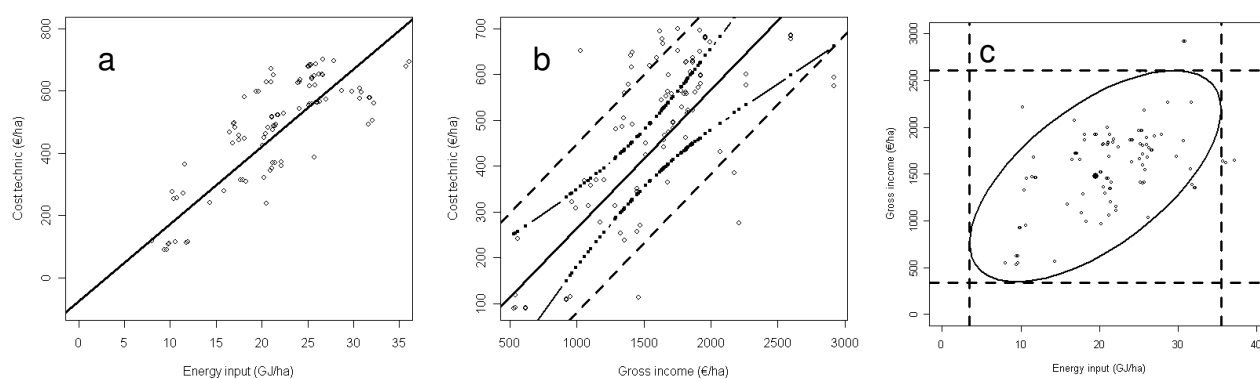 a
Cost technic (€/ha)
800
600
400
200
0
0 5 10 15 20 25 30 35
Energy input (GJ/ha)
b
Cost technic (€/ha)
700
600
500
400
300
200
100
500 1000 1500 2000 2500 3000
Gross income (€/ha)
c
Gross income (€/ha)
3000
2500
2000
1500
1000
500
0
0 10 20 30 40
Energy input (GJ/ha)